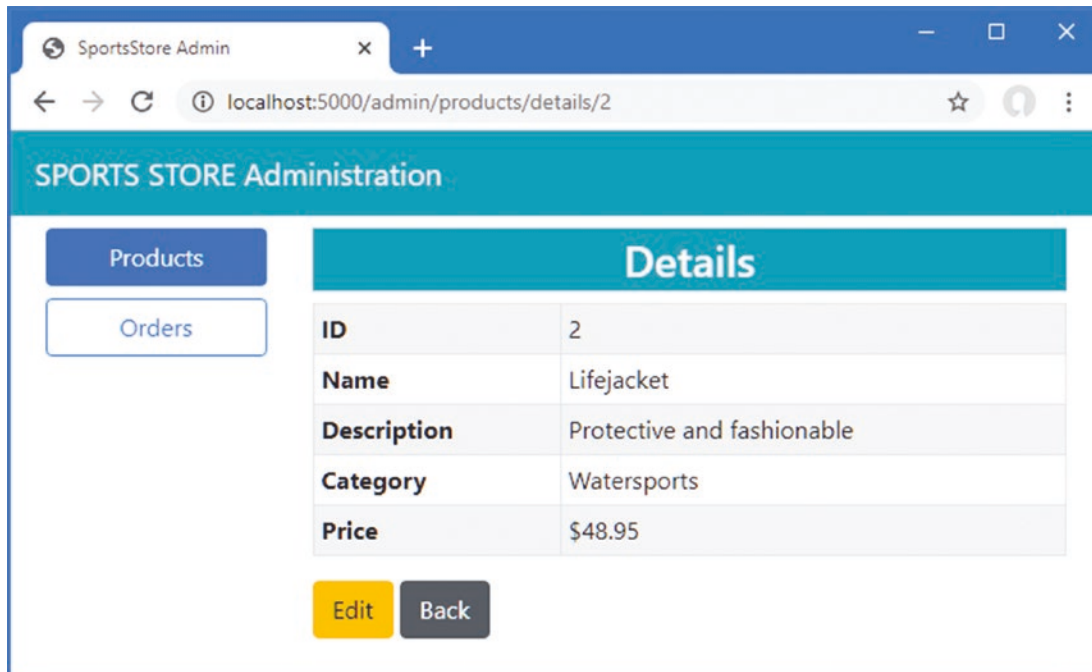 SportsStore Admin
localhost:5000/admin/products/details/2
SPORTS STORE Administration
Products
Orders
Details
ID 2
Name Lifejacket
Description Protective and fashionable
Category Watersports
Price $48.95
Edit Back